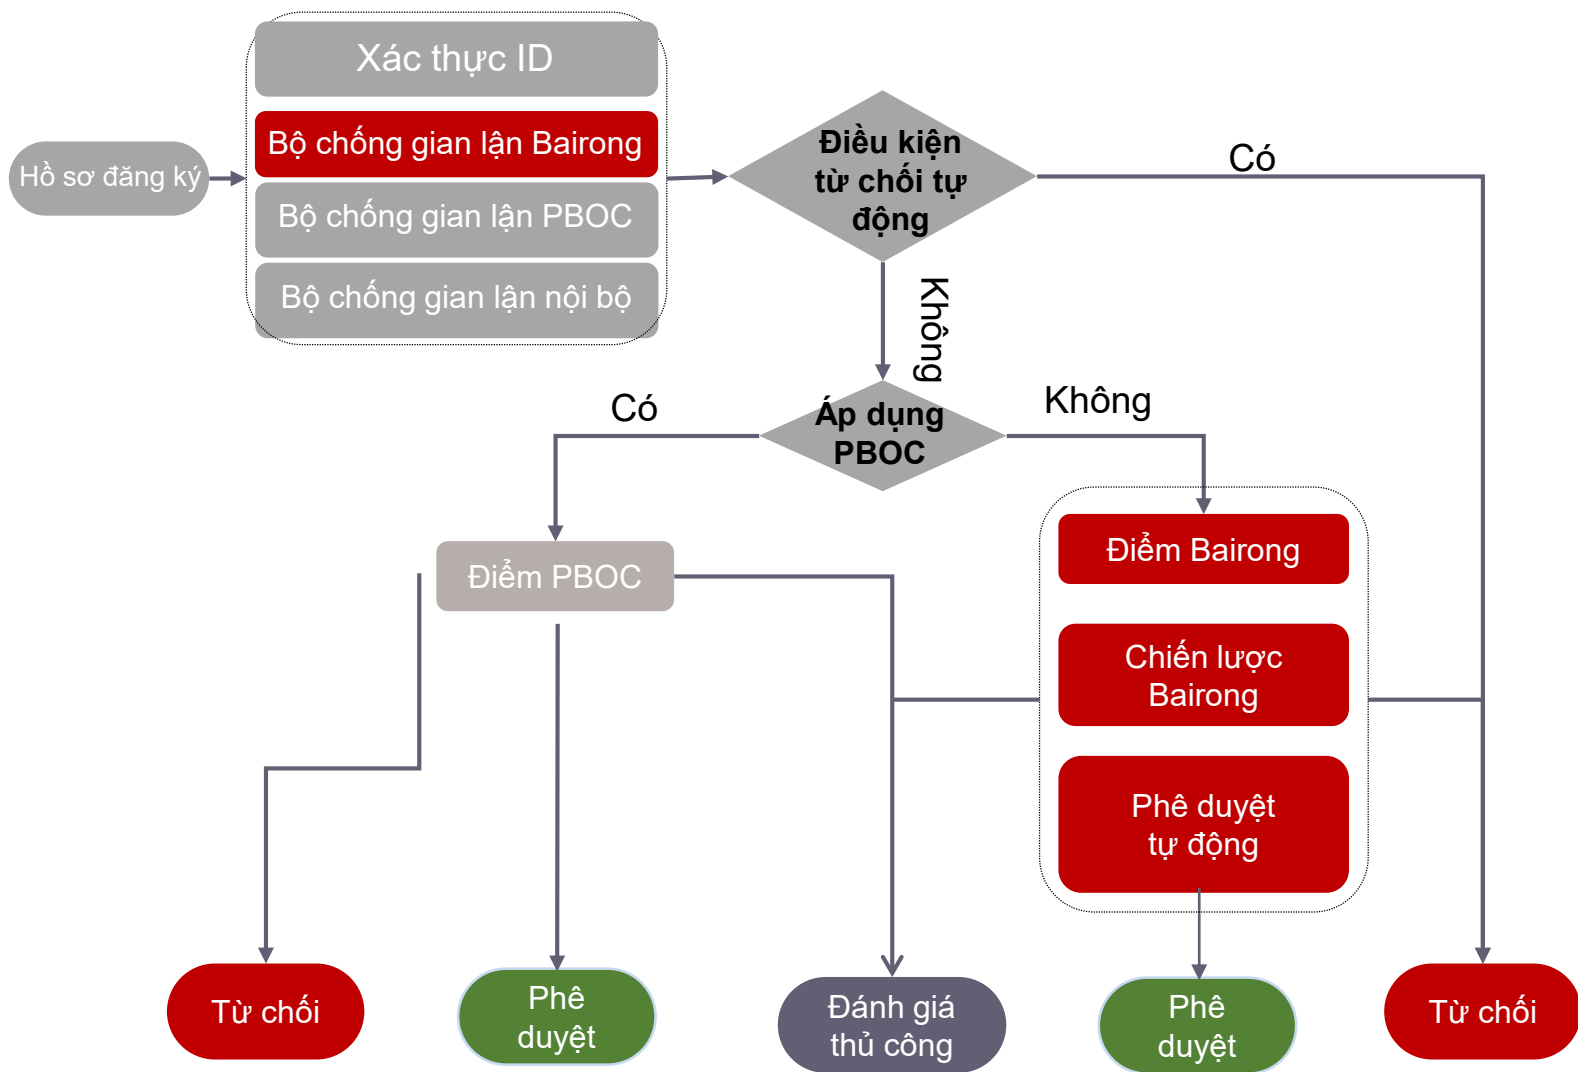 Xác thực ID
Bộ chống gian lận Bairong
Hồ sơ đăng ký
Bộ chống gian lận PBOC
Bộ chống gian lận nội bộ
Điều kiện
từ chối tự
động
Có
Không
Áp dụng
PBOC
Có
Không
Điểm PBOC
Điểm Bairong
Chiến lược
Bairong
Phê duyệt
tự động
Từ chối
Phê
duyệt
Đánh giá
thủ công
Phê
duyệt
Từ chối